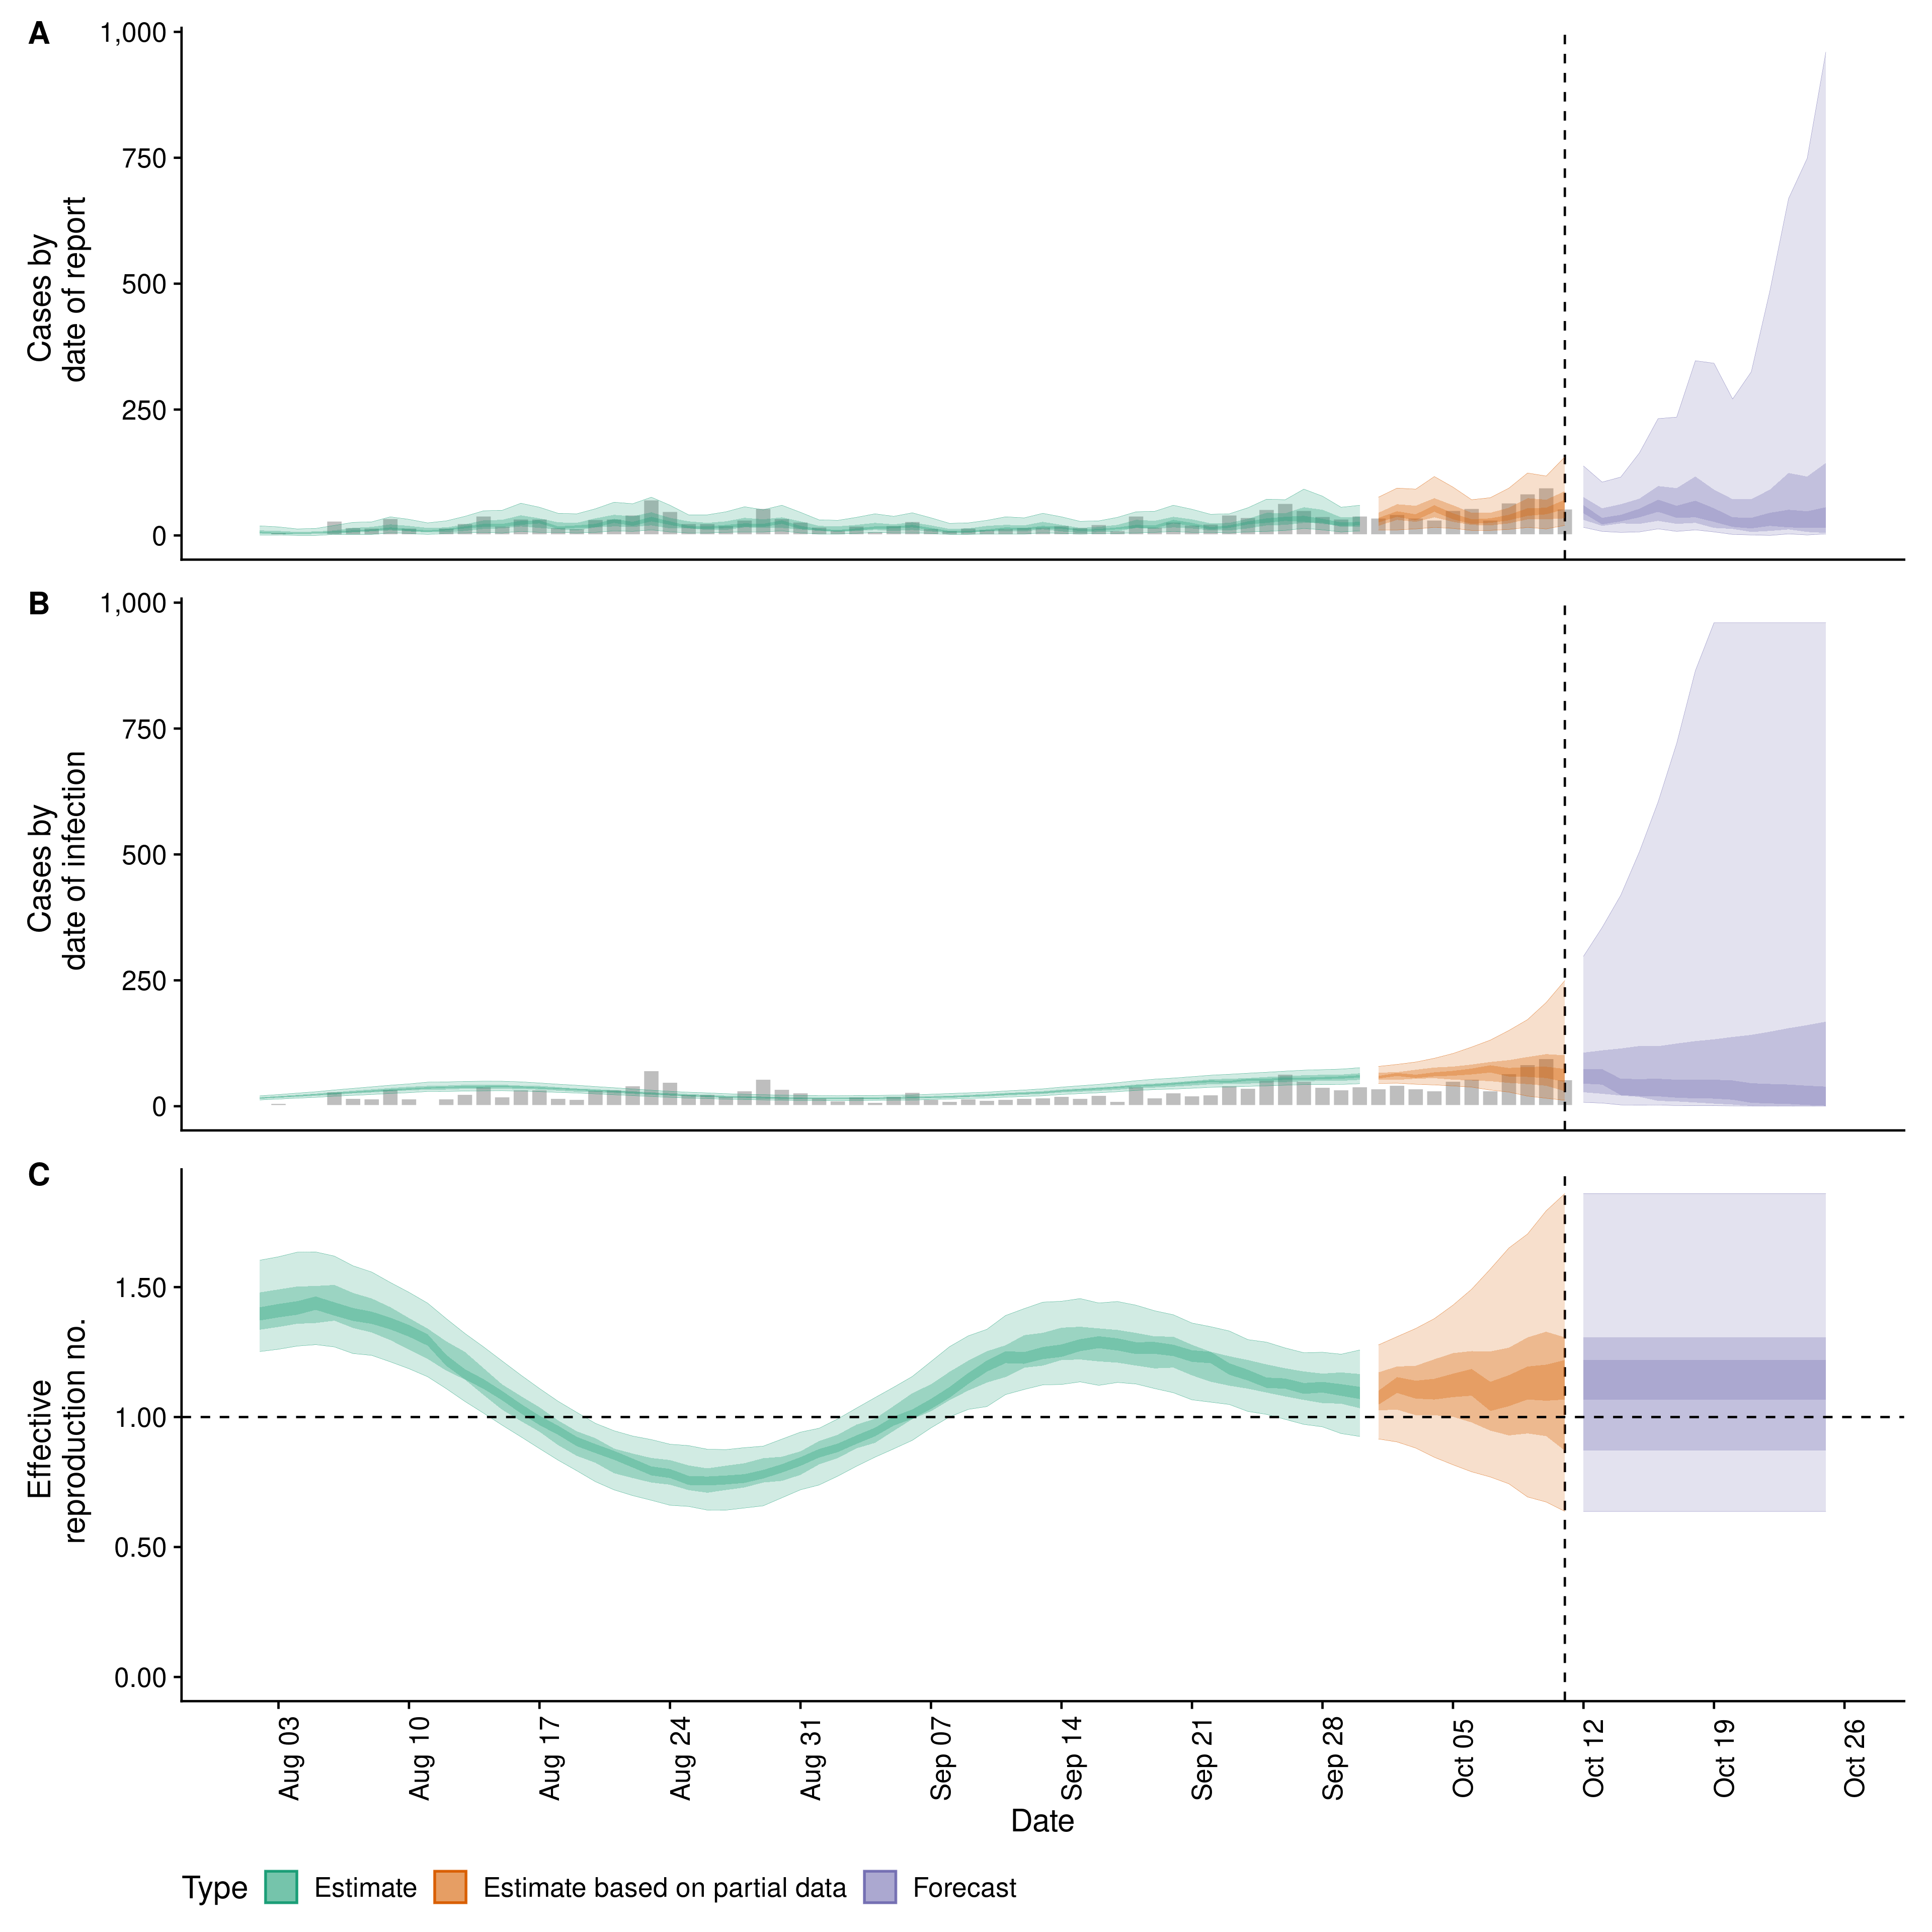 A
1,000
750
500
250
0
Cases by
date of report
B
1,000
750
500
250
0
Cases by
date of infection
C
1.50
1.00
0.50
0.00
Effective
reproduction no.
Aug 03
Aug 10
Aug 17
Aug 24
Aug 31
Sep 07
Sep 14
Sep 21
Sep 28
Oct 05
Oct 12
Oct 19
Oct 26
Date
Type Estimate Estimate based on partial data Forecast